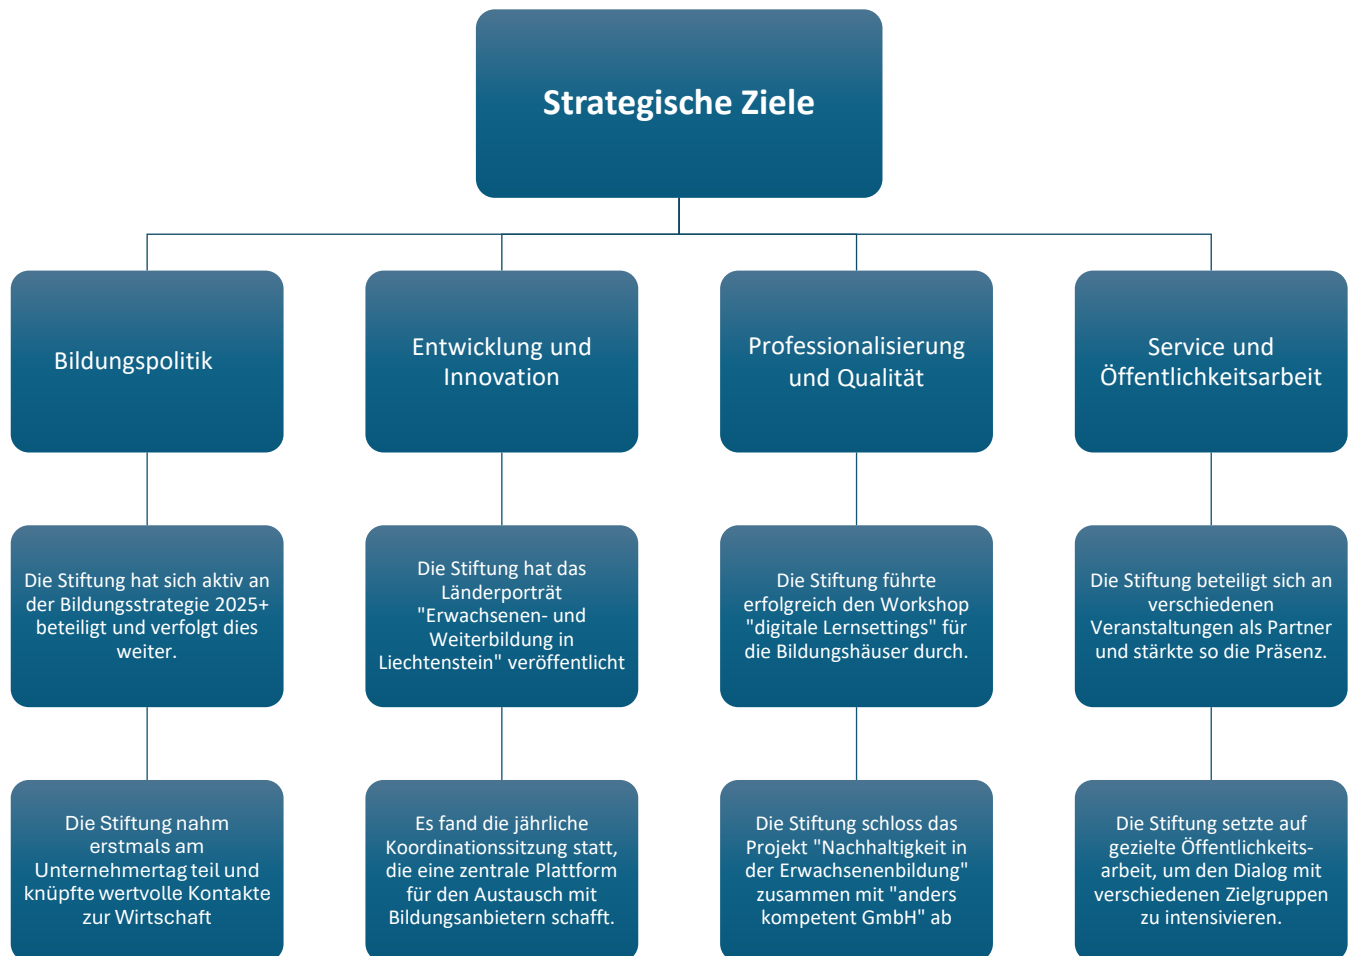 Strategische Ziele
Bildungspolitik
Entwicklung und
Innovation
Professionalisierung
und Qualität
Service und
Öffentlichkeitsarbeit
Die Stiftung hat sich aktiv an
der Bildungsstrategie 2025+
beteiligt und verfolgt dies
weiter.
Die Stiftung hat das
Länderporträt
"Erwachsenen- und
Weiterbildung in
Liechtenstein" veröffentlicht
Die Stiftung führte
erfolgreich den Workshop
"digitale Lernsettings" für
die Bildungshäuser durch.
Die Stiftung beteiligt sich an
verschiedenen
Veranstaltungen als Partner
und stärkte so die Präsenz.
Die Stiftung nahm
erstmals am
Unternehmertag teil und
knüpfte wertvolle Kontakte
zur Wirtschaft
Es fand die jährliche
Koordinationssitzung statt,
die eine zentrale Plattform
für den Austausch mit
Bildungsanbietern schafft.
Die Stiftung schloss das
Projekt "Nachhaltigkeit in
der Erwachsenenbildung"
zusammen mit "anders
kompetent GmbH" ab
Die Stiftung setzte auf
gezielte Öffentlichkeits-
arbeit, um den Dialog mit
verschiedenen Zielgruppen
zu intensivieren.